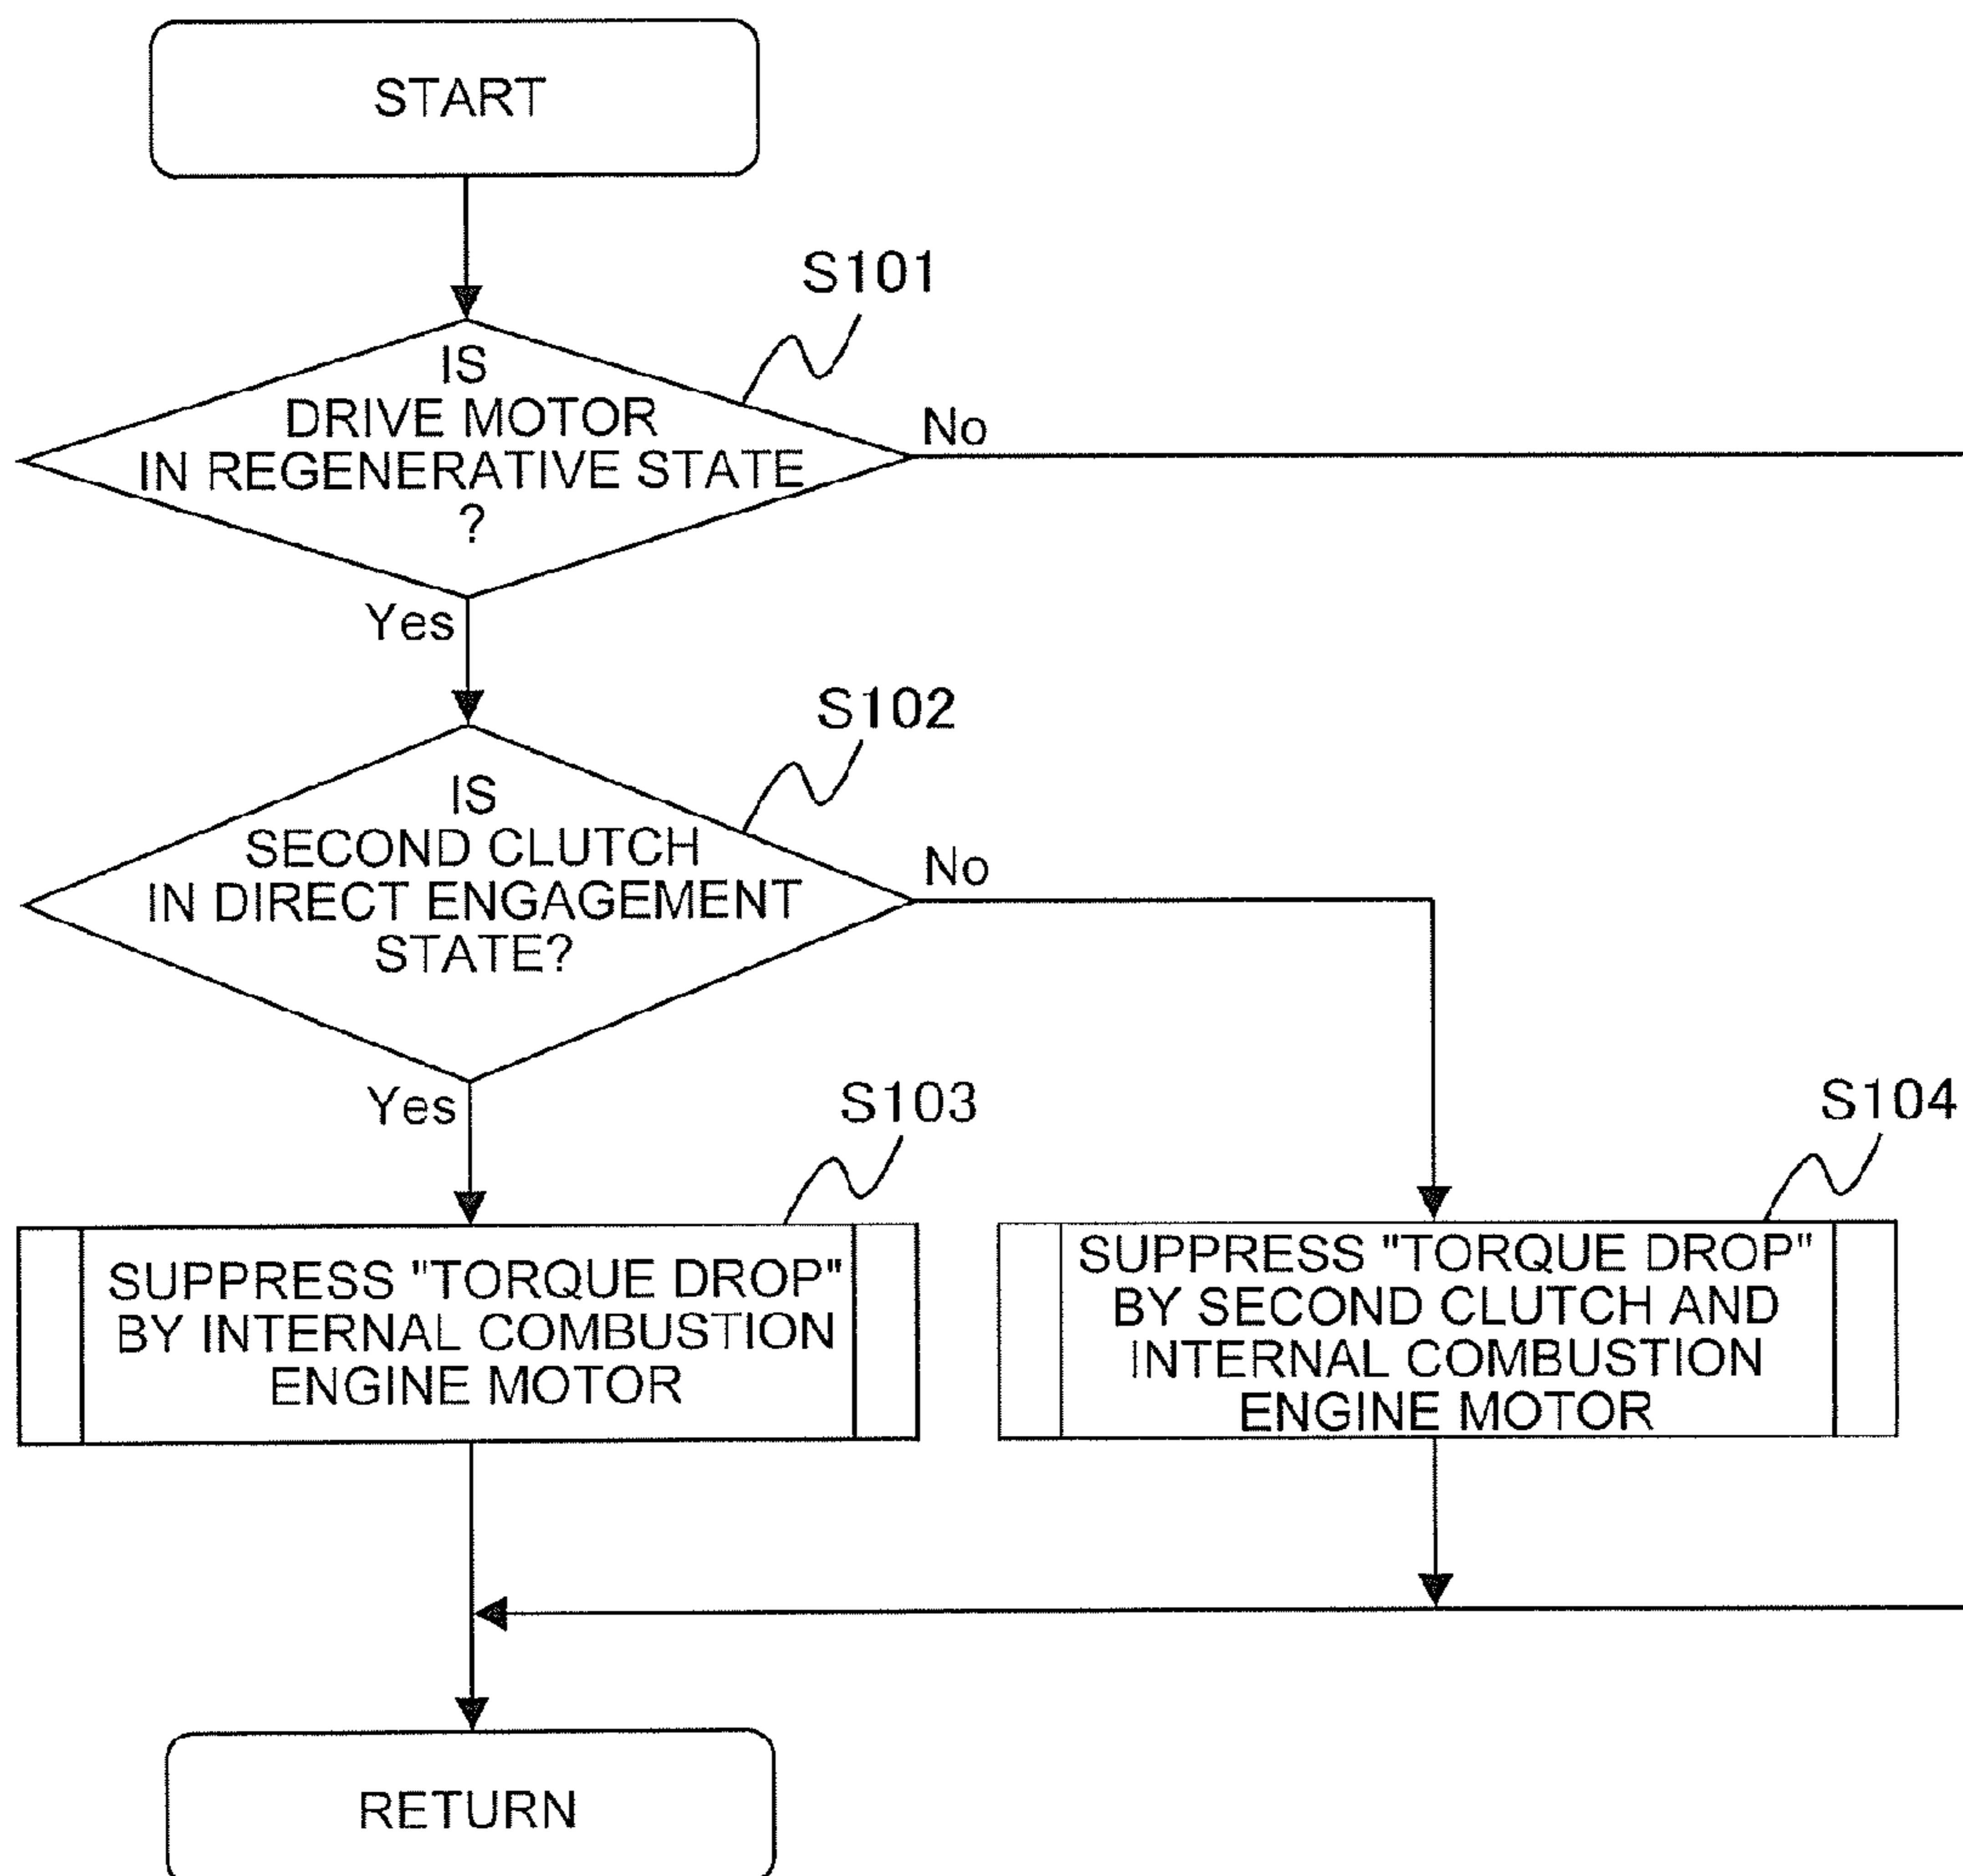 START
S101
IS
DRIVE MOTOR
IN REGENERATIVE STATE
?
No
Yes
S102
IS
SECOND CLUTCH
IN DIRECT ENGAGEMENT
STATE?
No
Yes
S103
SUPPRESS "TORQUE DROP"
BY INTERNAL COMBUSTION
ENGINE MOTOR
S104
SUPPRESS "TORQUE DROP"
BY SECOND CLUTCH AND
INTERNAL COMBUSTION
ENGINE MOTOR
RETURN